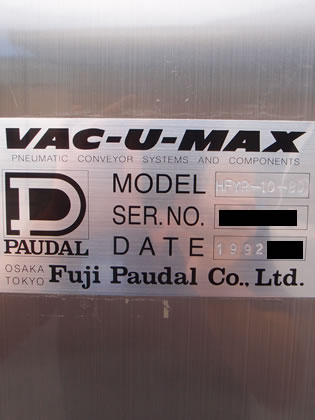 VAC-U-MAX
PNEUMATIC CONVEYOR SYSTEMS AND COMPONENTS
PAUDAL
MODEL
SER.NO.
DATE 1992
OSAKA
TOKYO
Fuji Paudal Co., Ltd.